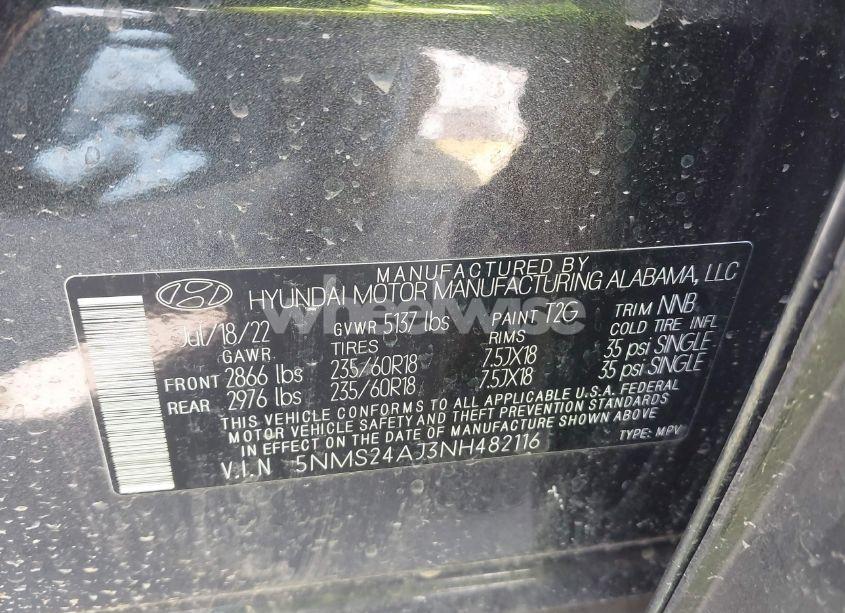 MANUFACTURED BY
HYUNDAI MOTOR MANUFACTURING ALABAMA, LLC
Jul/18/22 GVWR 5137 lbs PAINT T2G TRIM NNB
GAWR TIRES RIMS COLD TIRE INFL
FRONT 2866 lbs 235/60R18 7.5JX18 35 psi SINGLE
REAR 2976 lbs 235/60R18 7.5JX18 35 psi SINGLE
THIS VEHICLE CONFORMS TO ALL APPLICABLE U.S.A. FEDERAL
MOTOR VEHICLE SAFETY AND THEFT PREVENTION STANDARDS
IN EFFECT ON THE DATE OF MANUFACTURE SHOWN ABOVE
V.I.N 5NMS24AJ3NH482116 TYPE: MPV
wheelwise